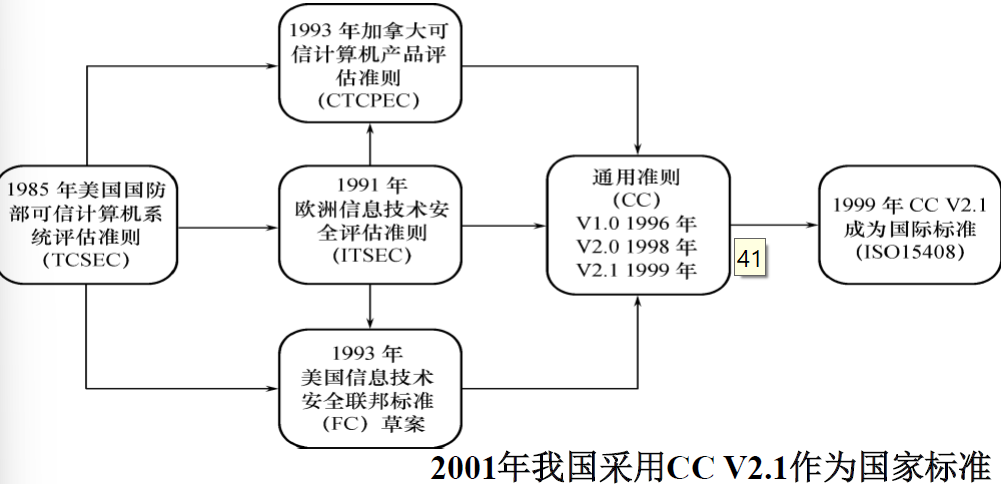 1993 年加拿大可
信计算机产品评
估准则
(CTCPEC)
1985 年美国国防
部可信计算机系
统评估准则
(TCSEC)
1991 年
欧洲信息技术安
全评估准则
(ITSEC)
1993 年
美国信息技术
安全联邦标准
(FC) 草案
通用准则
(CC)
V1.0 1996 年
V2.0 1998 年
V2.1 1999 年
41
1999 年 CC V2.1
成为国际标准
(ISO15408)
2001年我国采用CC V2.1作为国家标准